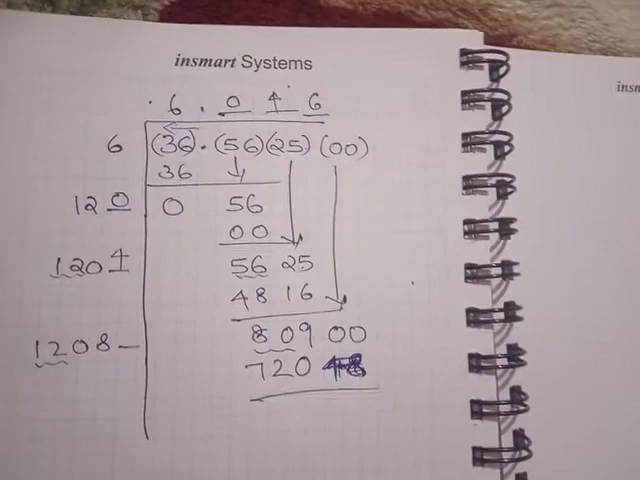 insmart Systems
insm
6 . 0 4 6
6 (36) . (56)(25) (00)
36
120 0 56
00
1204 56 25
48 16
1208– 8 09 00
720